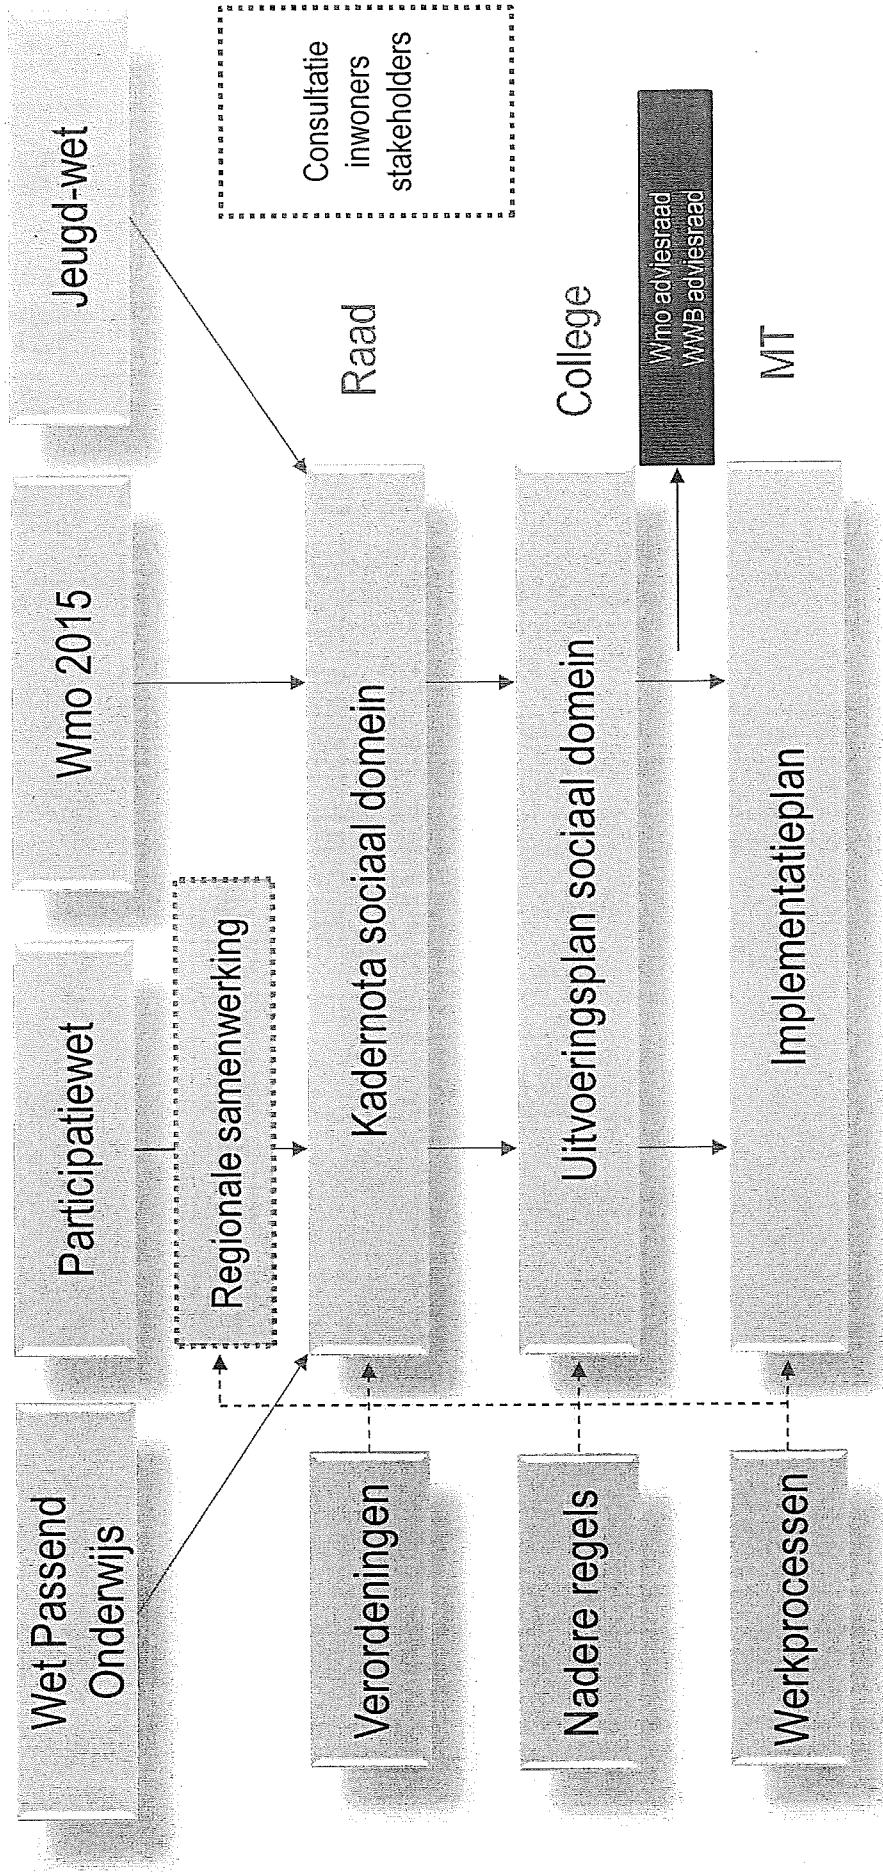 Wet Passend
Onderwijs
Participatiewet
Wmo 2015
Jeugd-wet
Regionale samenwerking
Consultatie
inwoners
stakeholders
Verordeningen
Kadernota sociaal domein
Raad
Nadere regels
Uitvoeringsplan sociaal domein
College
Wmo adviesraad
WWB adviesraad
Werkprocessen
Implementatieplan
MT